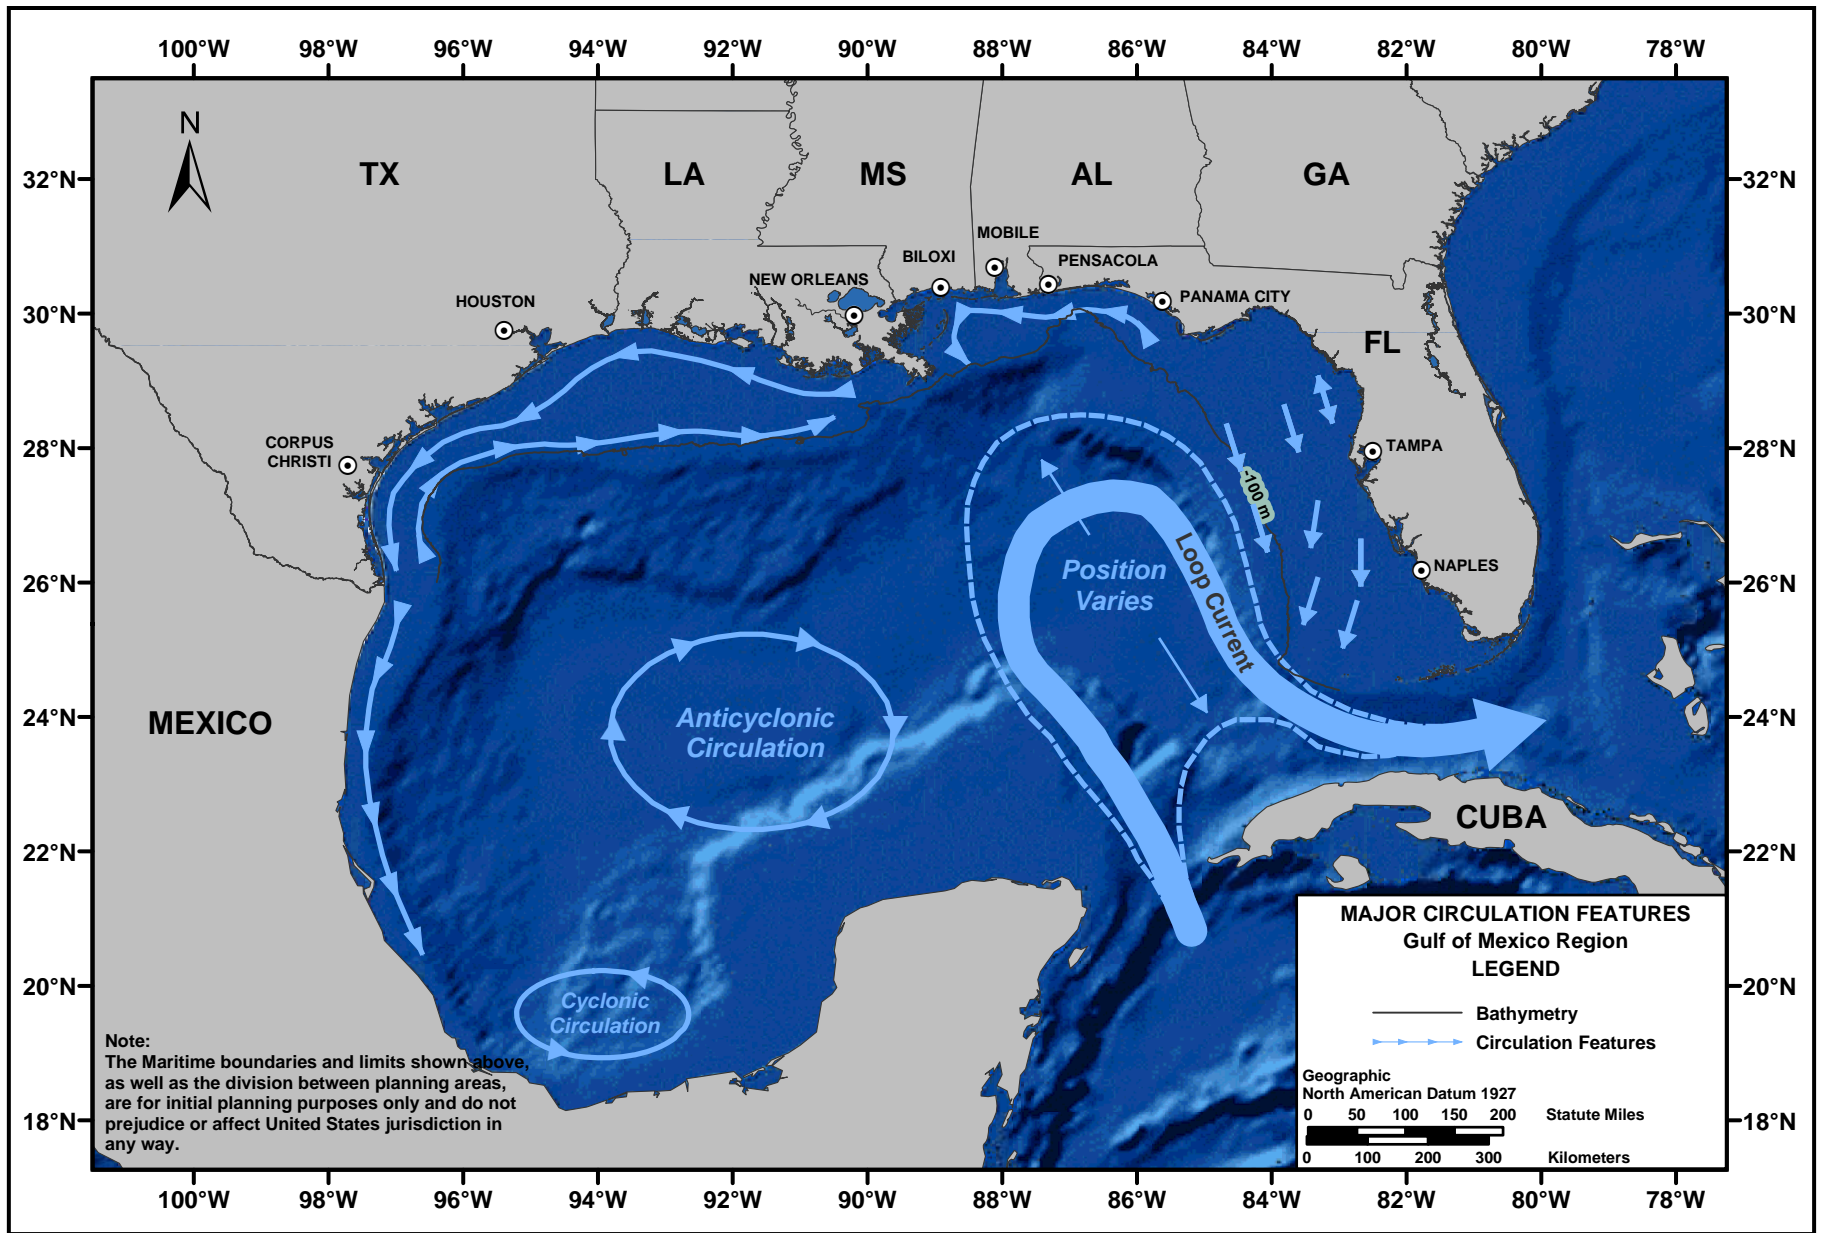 100°W 98°W 96°W 94°W 92°W 90°W 88°W 86°W 84°W 82°W 80°W 78°W
N
TX
LA
MS
AL
GA
32°N
32°N
MOBILE
BILOXI
PENSACOLA
NEW ORLEANS
PANAMA CITY
HOUSTON
30°N
30°N
FL
CORPUS
CHRISTI
TAMPA
28°N
28°N
-100 m
Loop Current
Position
Varies
NAPLES
26°N
26°N
Anticyclonic
Circulation
MEXICO
24°N
24°N
CUBA
22°N
22°N
Cyclonic
Circulation
20°N
20°N
18°N
18°N
Note:
The Maritime boundaries and limits shown above,
as well as the division between planning areas,
are for initial planning purposes only and do not
prejudice or affect United States jurisdiction in
any way.
MAJOR CIRCULATION FEATURES
Gulf of Mexico Region
LEGEND
Bathymetry
Circulation Features
Geographic
North American Datum 1927
0 50 100 150 200 Statute Miles
0 100 200 300 Kilometers
100°W 98°W 96°W 94°W 92°W 90°W 88°W 86°W 84°W 82°W 80°W 78°W